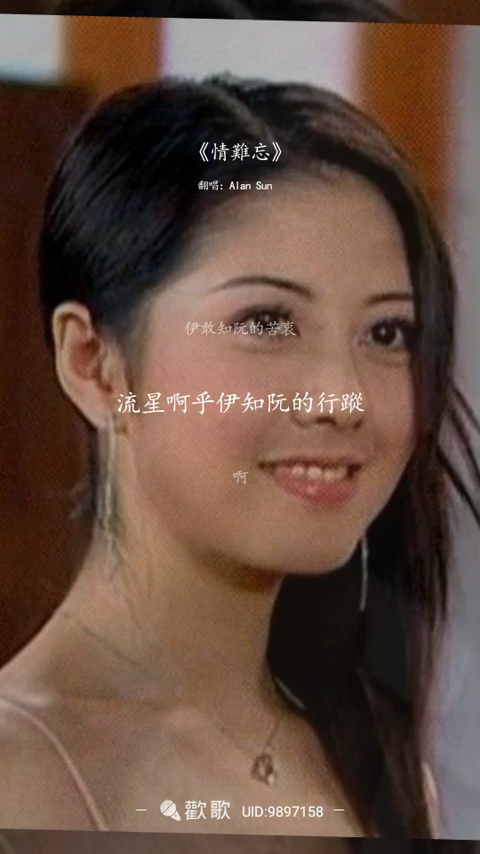 《情難忘》
翻唱: Alan Sun
伊敢知阮的苦衷
流星啊乎伊知阮的行蹤
啊
歡歌 UID:9897158